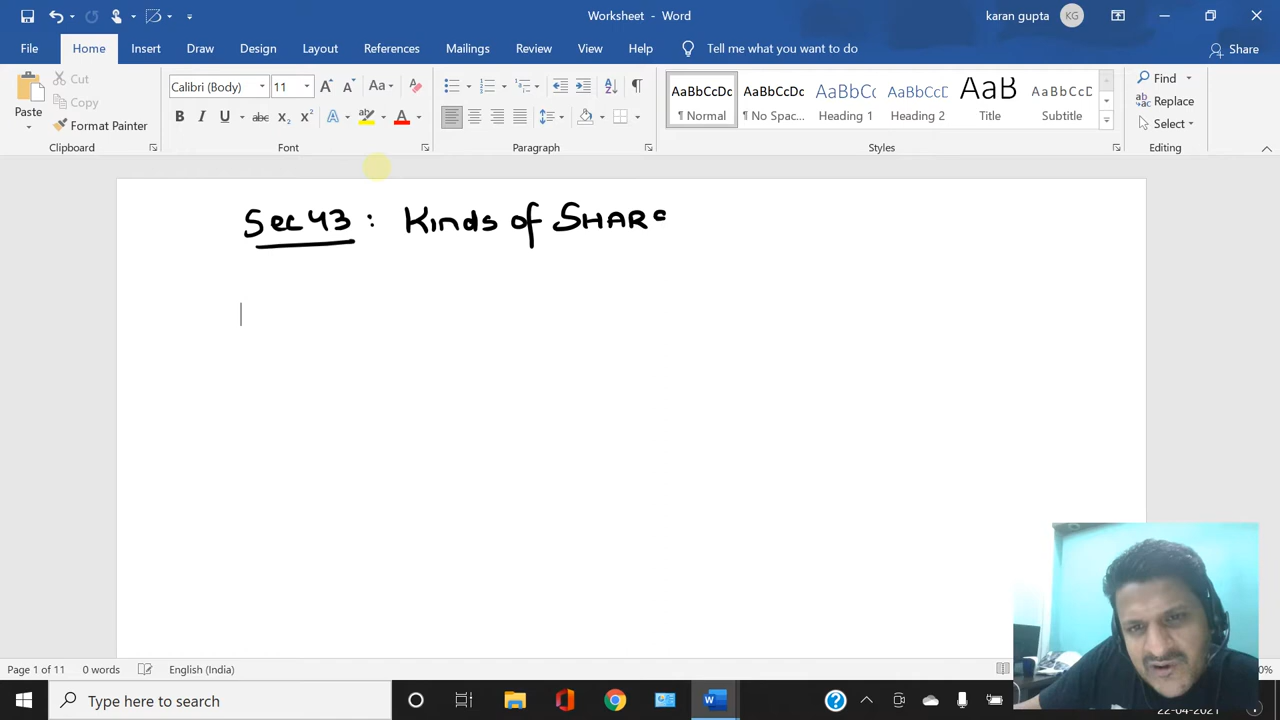 Worksheet - Word
karan gupta
KG
File Home Insert Draw Design Layout References Mailings Review View Help Tell me what you want to do
Share
Paste
Cut
Copy
Format Painter
Clipboard
Calibri (Body) 11
Font
Paragraph
AaBbCcDc
¶ Normal
AaBbCcDc
¶ No Spac...
AaBbCc
Heading 1
AaBbCcD
Heading 2
AaB
Title
AaBbCcD
Subtitle
Styles
Find
Replace
Select
Editing
Sec 43 : Kinds of SHARE
Page 1 of 11 0 words English (India)
Type here to search
22-04-2021